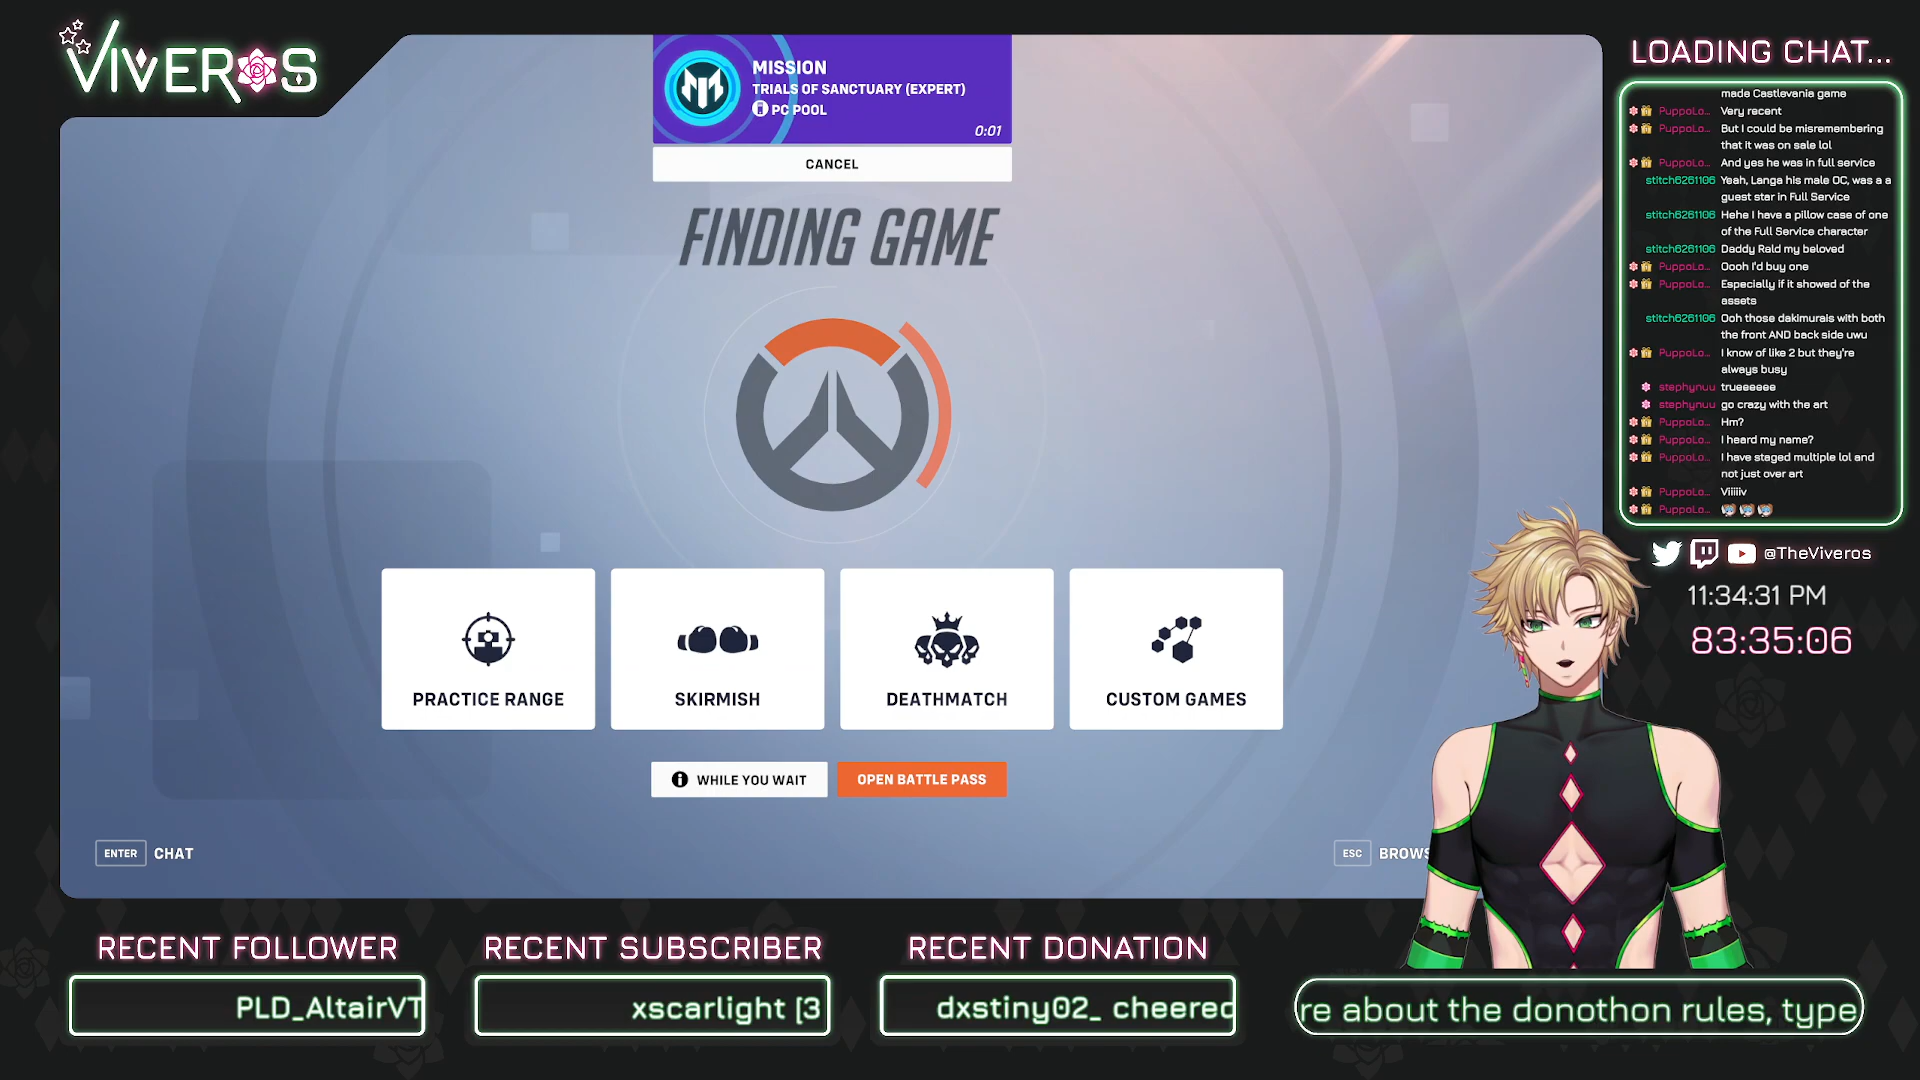 VIVEROS
MISSION
TRIALS OF SANCTUARY (EXPERT)
PC POOL
0:01
CANCEL
FINDING GAME
PRACTICE RANGE
SKIRMISH
DEATHMATCH
CUSTOM GAMES
WHILE YOU WAIT
OPEN BATTLE PASS
ENTER CHAT
ESC BROWS
LOADING CHAT...
made Castlevania game
PuppoLo... Very recent
PuppoLo... But I could be misremembering
that it was on sale lol
PuppoLo... And yes he was in full service
stitch6261106 Yeah, Langa his male OC, was a a
guest star in Full Service
stitch6261106 Hehe I have a pillow case of one
of the Full Service character
stitch6261106 Daddy Rald my beloved
PuppoLo... Oooh I'd buy one
PuppoLo... Especially if it showed of the
assets
stitch6261106 Ooh those dakimurais with both
the front AND back side uwu
PuppoLo... I know of like 2 but they're
always busy
stephynuu trueeeeee
stephynuu go crazy with the art
PuppoLo... Hm?
PuppoLo... I heard my name?
PuppoLo... I have staged multiple lol and
not just over art
PuppoLo... Viiiiiv
PuppoLo...
@TheViveros
11:34:31 PM
83:35:06
RECENT FOLLOWER
PLD_AltairVT
RECENT SUBSCRIBER
xscarlight [3
RECENT DONATION
dxstiny02_ cheered
re about the donothon rules, type